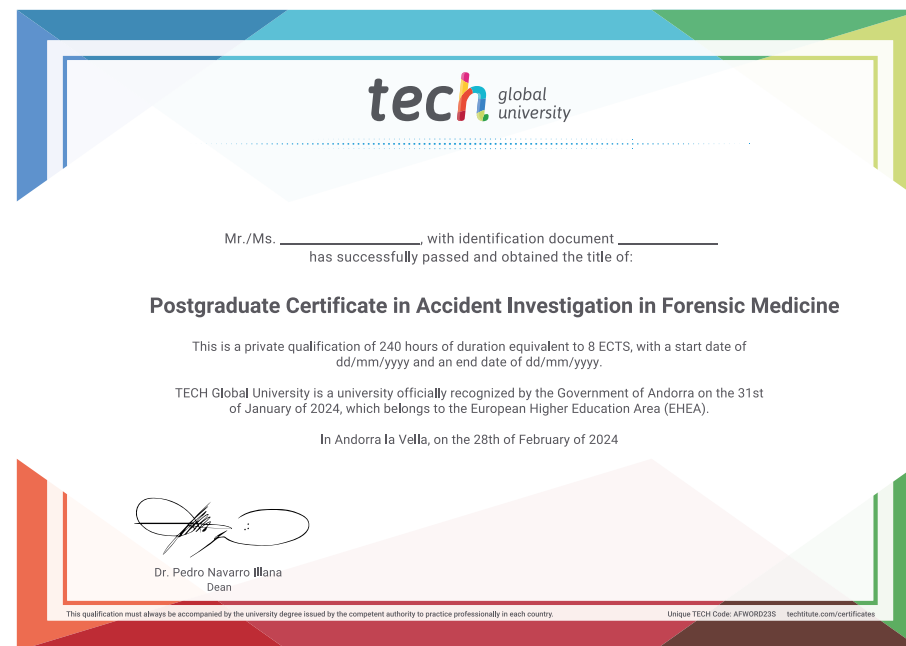 tech global university
Mr./Ms. ____________, with identification document ____________
has successfully passed and obtained the title of:
Postgraduate Certificate in Accident Investigation in Forensic Medicine
This is a private qualification of 240 hours of duration equivalent to 8 ECTS, with a start date of
dd/mm/yyyy and an end date of dd/mm/yyyy.
TECH Global University is a university officially recognized by the Government of Andorra on the 31st
of January of 2024, which belongs to the European Higher Education Area (EHEA).
In Andorra la Vella, on the 28th of February of 2024
Dr. Pedro Navarro Illana
Dean
This qualification must always be accompanied by the university degree issued by the competent authority to practice professionally in each country.
Unique TECH Code: AFWORD23S techtitute.com/certificates